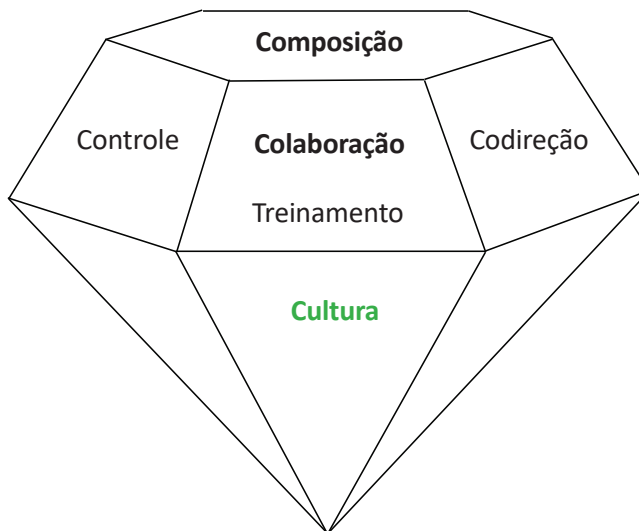 Composição
Controle
Colaboração
Codireção
Treinamento
Cultura